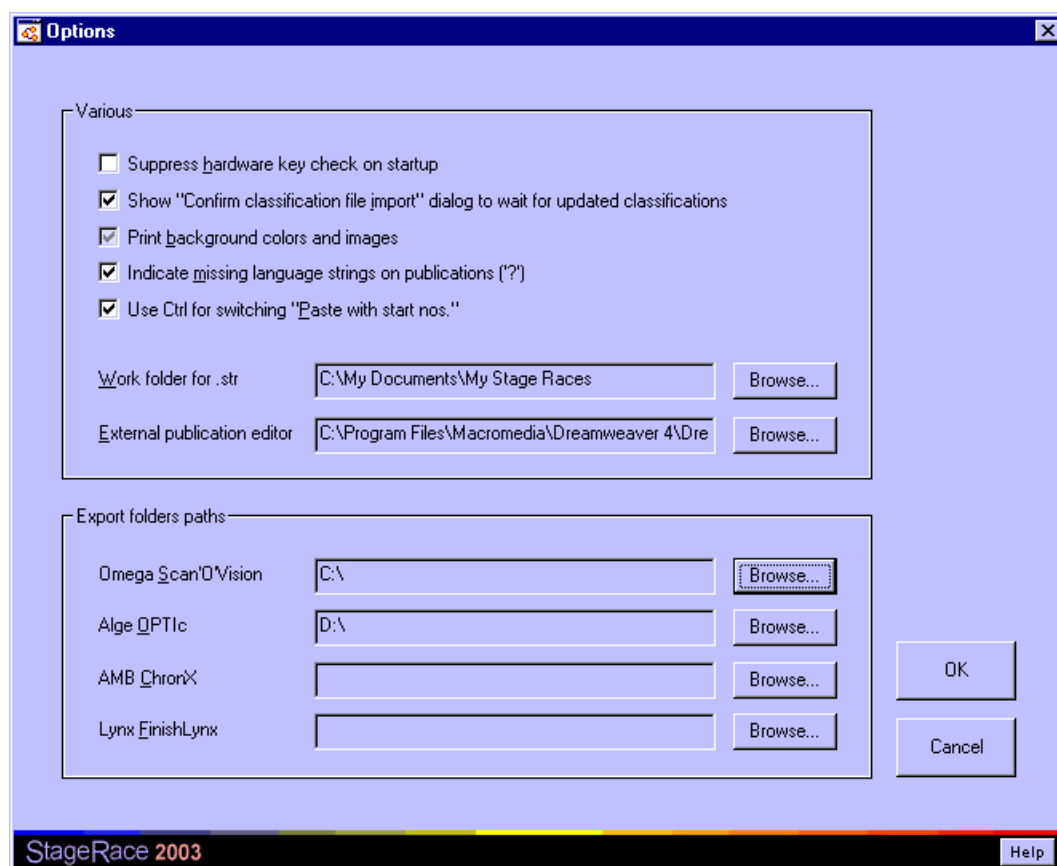 Options
Various
Suppress hardware key check on startup
Show "Confirm classification file import" dialog to wait for updated classifications
Print background colors and images
Indicate missing language strings on publications ('?')
Use Ctrl for switching "Paste with start nos."
Work folder for .str C:\My Documents\My Stage Races Browse...
External publication editor C:\Program Files\Macromedia\Dreamweaver 4\Dre Browse...
Export folders paths
Omega Scan'O'Vision C:\ Browse...
Alge OPTIc D:\ Browse...
AMB ChronX Browse...
OK
Lynx FinishLynx Browse...
Cancel
StageRace 2003 Help